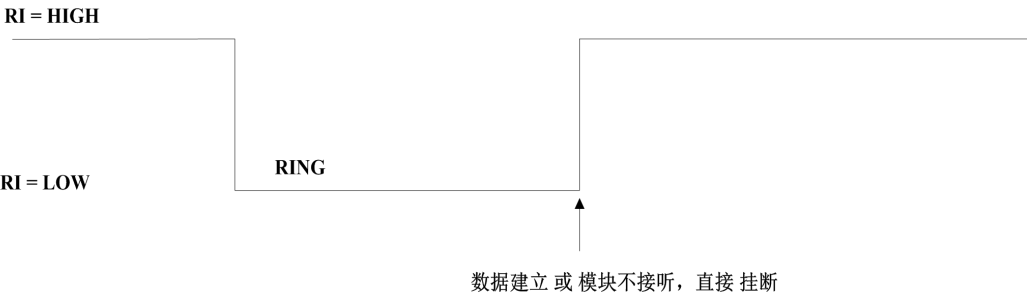 RI = HIGH
RING
RI = LOW
数据建立 或 模块不接听，直接 挂断